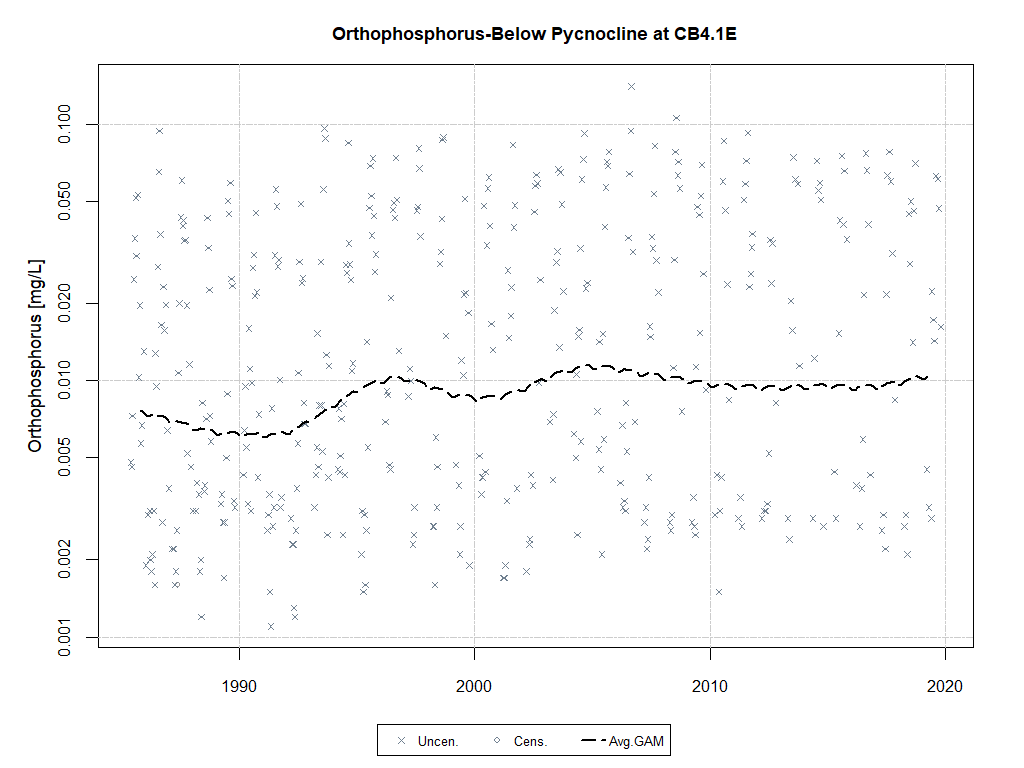 Orthophosphorus-Below Pycnocline at CB4.1E
Orthophosphorus [mg/L]
0.100
0.050
0.020
0.010
0.005
0.002
0.001
1990
2000
2010
2020
Uncen.
Cens.
Avg.GAM